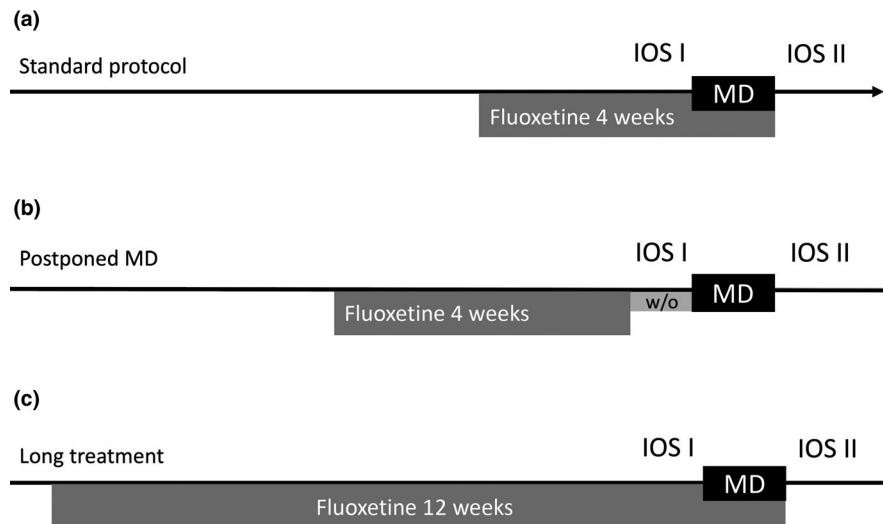 (a)
Standard protocol
IOS I
IOS II
MD
Fluoxetine 4 weeks
(b)
Postponed MD
IOS I
IOS II
MD
w/o
Fluoxetine 4 weeks
(c)
Long treatment
IOS I
IOS II
MD
Fluoxetine 12 weeks